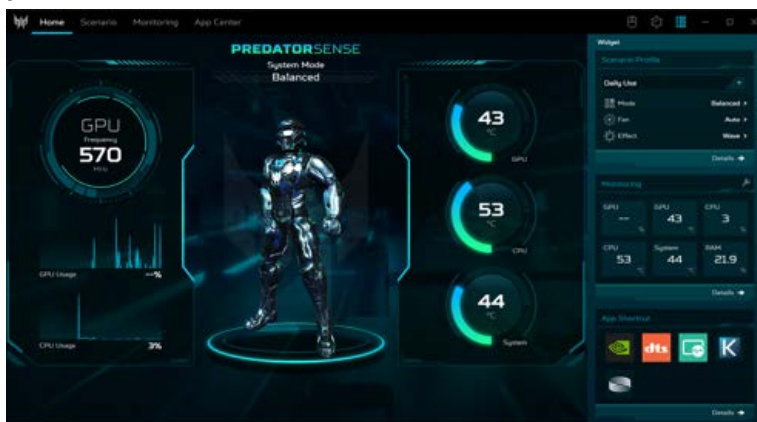 Home Scenario Monitoring App Center
PREDATORSENSE
System Mode
Balanced
GPU
Frequency
570
MHz
GPU Usage --%
CPU Usage 3%
43
°C
GPU
53
°C
CPU
44
°C
System
Widget
Scenario Profile
Daily Use
Mode Balanced >
Fan Auto >
Effect Wave >
Details
Monitoring
GPU GPU CPU
-- 43 3
% °C %
CPU System RAM
53 44 21.9
°C °C %
Details
App Shortcut
dts K
Details